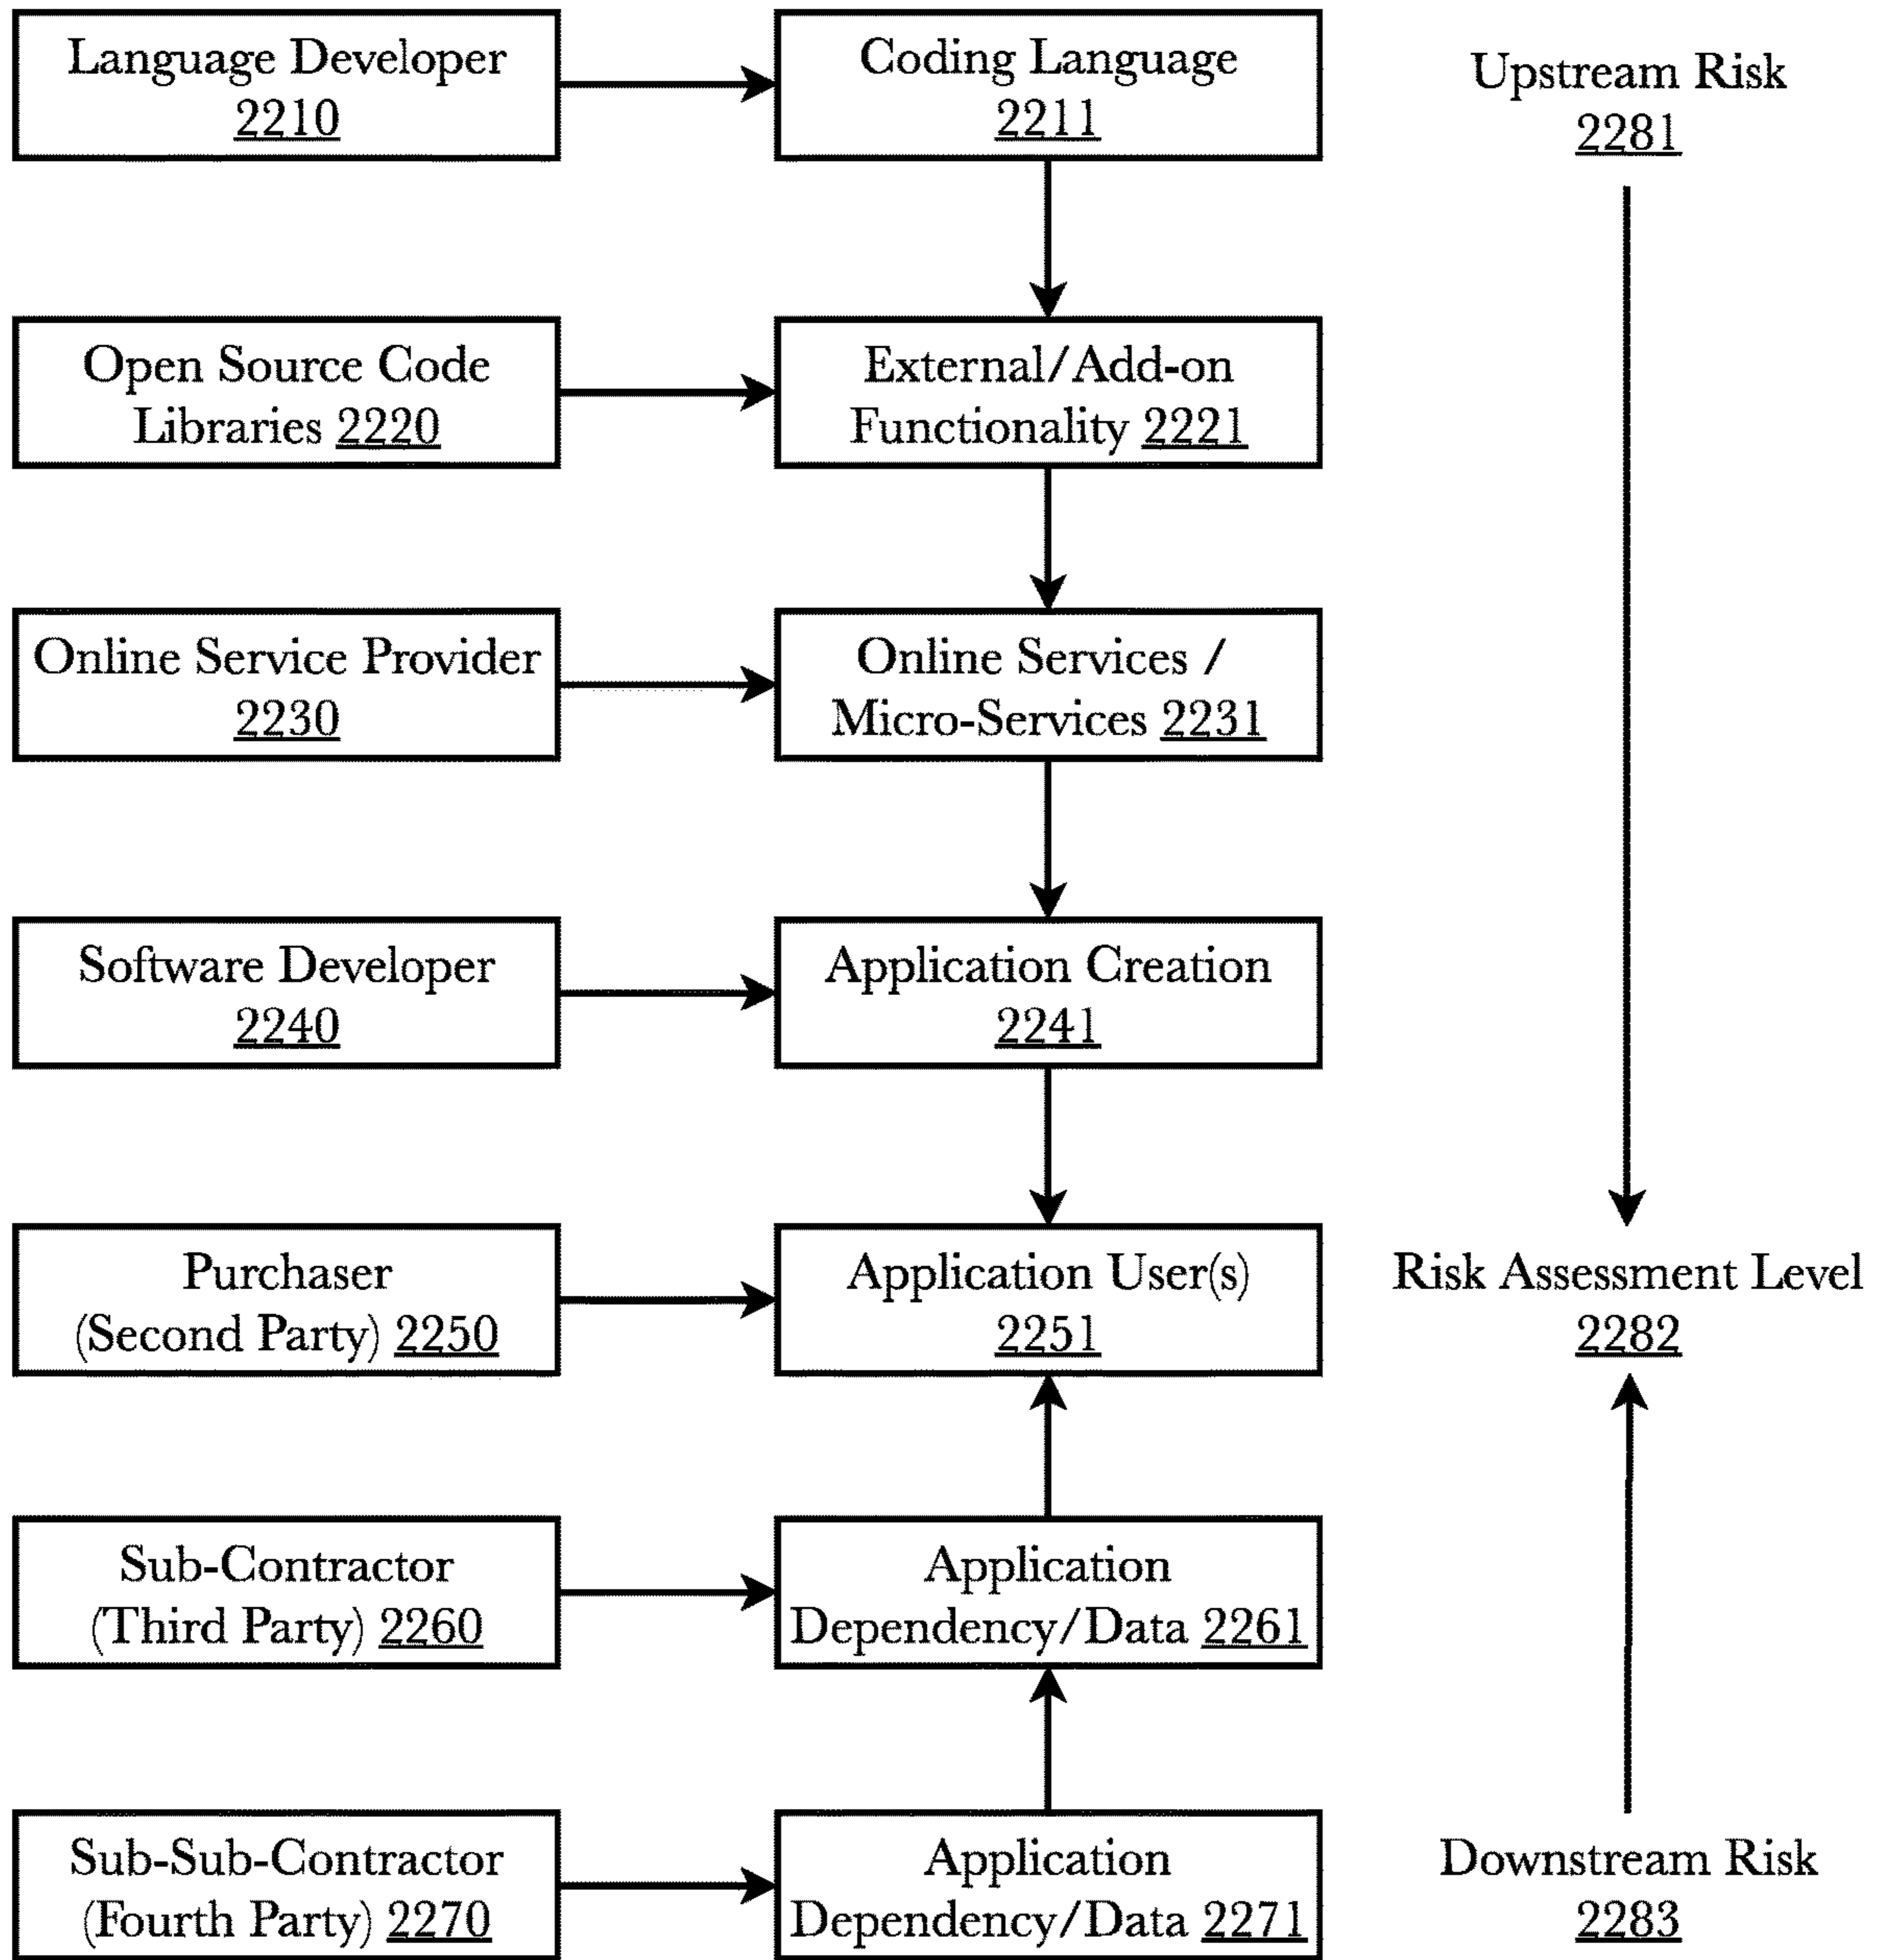 Language Developer
2210
Coding Language
2211
Upstream Risk
2281
Open Source Code
Libraries 2220
External/Add-on
Functionality 2221
Online Service Provider
2230
Online Services /
Micro-Services 2231
Software Developer
2240
Application Creation
2241
Purchaser
(Second Party) 2250
Application User(s)
2251
Risk Assessment Level
2282
Sub-Contractor
(Third Party) 2260
Application
Dependency/Data 2261
Sub-Sub-Contractor
(Fourth Party) 2270
Application
Dependency/Data 2271
Downstream Risk
2283